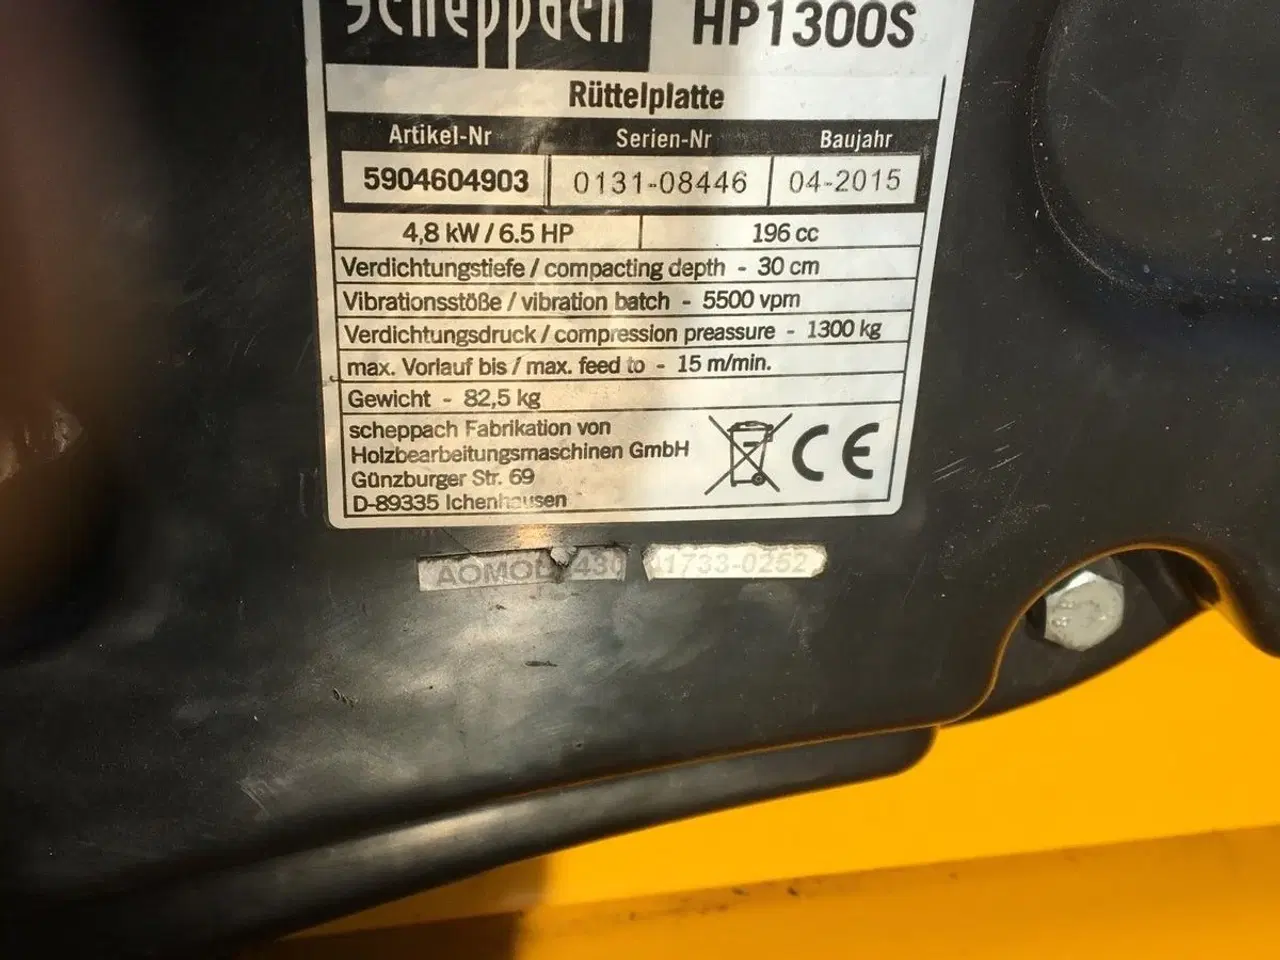 scheppach HP1300S
Rüttelplatte
Artikel-Nr Serien-Nr Baujahr
5904604903 0131-08446 04-2015
4,8 kW / 6.5 HP 196 cc
Verdichtungstiefe / compacting depth - 30 cm
Vibrationsstöße / vibration batch - 5500 vpm
Verdichtungsdruck / compression preassure - 1300 kg
max. Vorlauf bis / max. feed to - 15 m/min.
Gewicht - 82,5 kg
scheppach Fabrikation von
Holzbearbeitungsmaschinen GmbH
Günzburger Str. 69
D-89335 Ichenhausen
CE
1733-0252